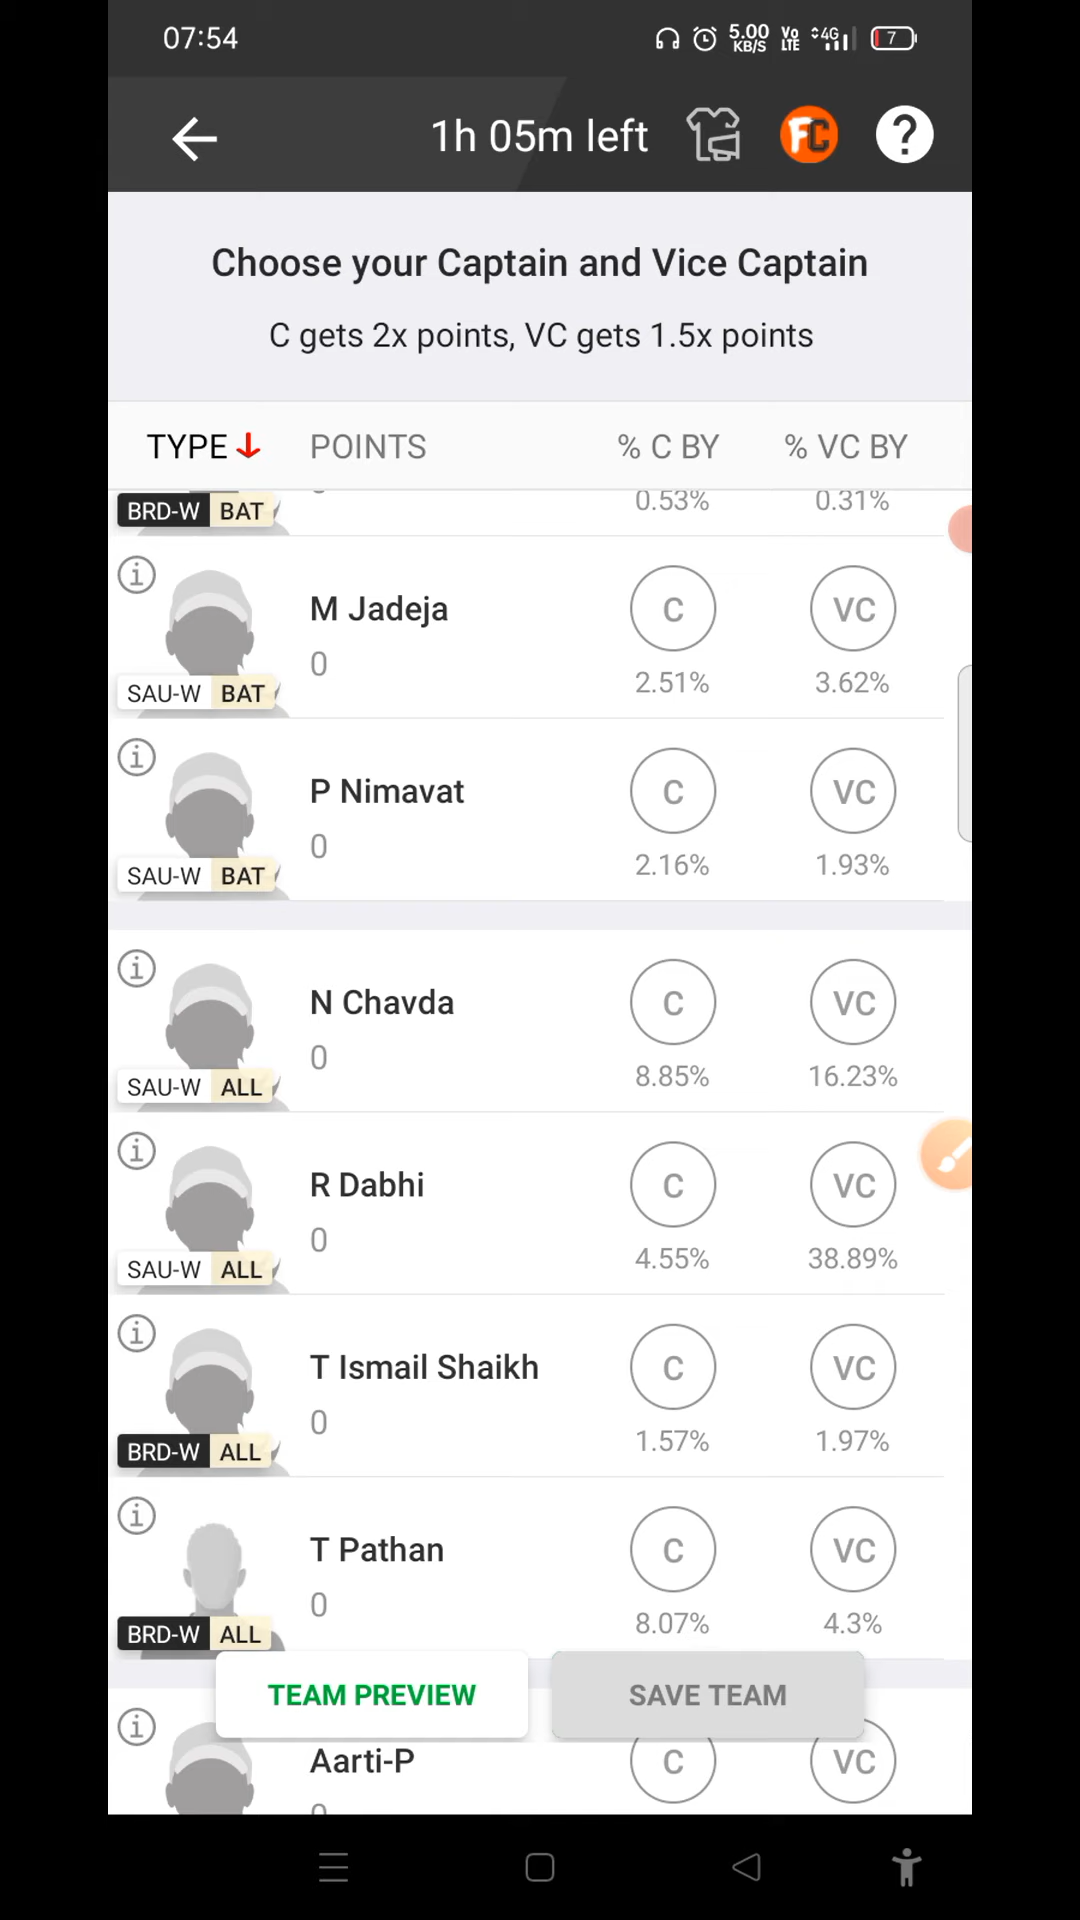 07:54
5.00 KB/S
Vo LTE
4G
7
1h 05m left
FC
?
Choose your Captain and Vice Captain
C gets 2x points, VC gets 1.5x points
TYPE POINTS % C BY % VC BY
BRD-W BAT
0.53% 0.31%
M Jadeja C VC
0
2.51% 3.62%
SAU-W BAT
P Nimavat C VC
0
2.16% 1.93%
SAU-W BAT
N Chavda C VC
0
8.85% 16.23%
SAU-W ALL
R Dabhi C VC
0
4.55% 38.89%
SAU-W ALL
T Ismail Shaikh C VC
0
1.57% 1.97%
BRD-W ALL
T Pathan C VC
0
8.07% 4.3%
BRD-W ALL
TEAM PREVIEW SAVE TEAM
Aarti-P C VC